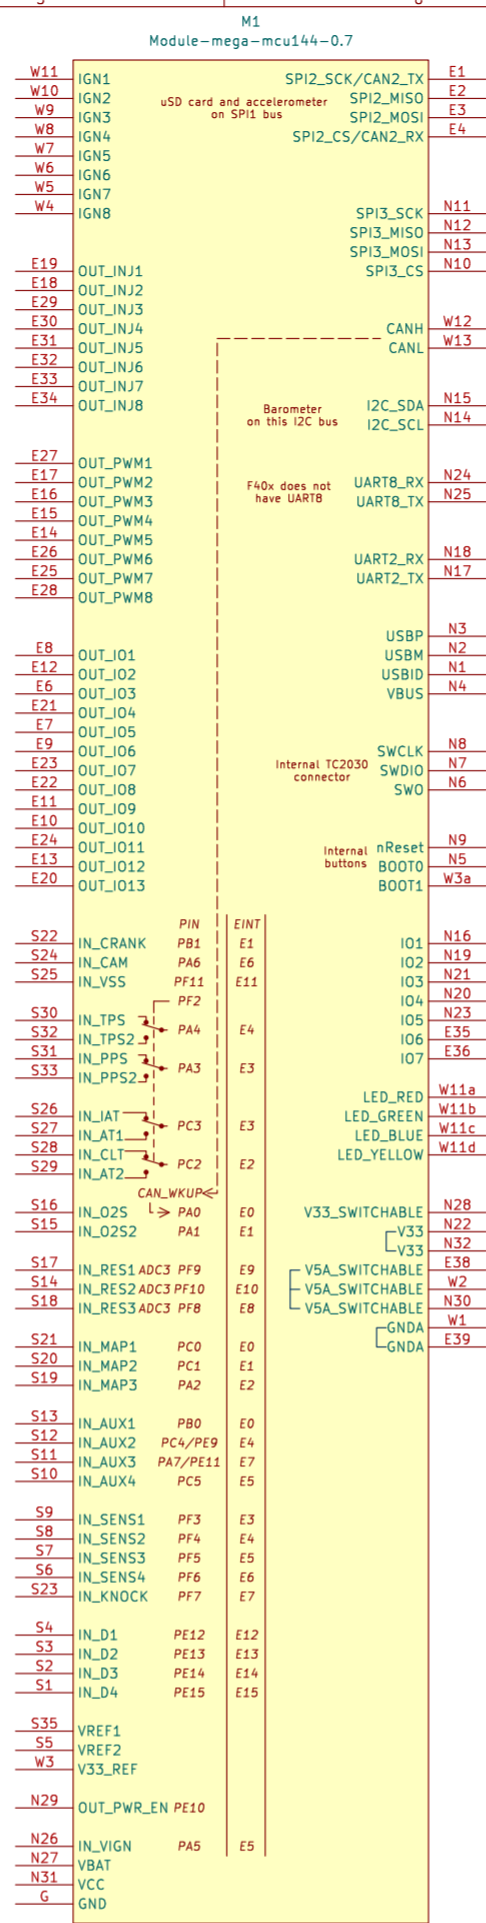 M1
Module-mega-mcu144-0.7
W11 IGN1 SPI2_SCK/CAN2_TX E1
W10 IGN2 uSD card and accelerometer SPI2_MISO E2
W9 IGN3 on SPI1 bus SPI2_MOSI E3
W8 IGN4 SPI2_CS/CAN2_RX E4
W7 IGN5
W6 IGN6
W5 IGN7
W4 IGN8 SPI3_SCK N11
SPI3_MISO N12
SPI3_MOSI N13
E19 OUT_INJ1 SPI3_CS N10
E18 OUT_INJ2
E29 OUT_INJ3
E30 OUT_INJ4 CANH W12
E31 OUT_INJ5 CANL W13
E32 OUT_INJ6
E33 OUT_INJ7
E34 OUT_INJ8 Barometer I2C_SDA N15
on this I2C bus I2C_SCL N14
E27 OUT_PWM1
E17 OUT_PWM2 F40x does not UART8_RX N24
E16 OUT_PWM3 have UART8 UART8_TX N25
E15 OUT_PWM4
E14 OUT_PWM5
E26 OUT_PWM6 UART2_RX N18
E25 OUT_PWM7 UART2_TX N17
E28 OUT_PWM8
USBP N3
E8 OUT_IO1 USBM N2
E12 OUT_IO2 USBID N1
E6 OUT_IO3 VBUS N4
E21 OUT_IO4
E7 OUT_IO5
E9 OUT_IO6 SWCLK N8
E23 OUT_IO7 Internal TC2030 SWDIO N7
E22 OUT_IO8 connector SWO N6
E11 OUT_IO9
E10 OUT_IO10
E24 OUT_IO11 Internal nReset N9
E13 OUT_IO12 buttons BOOT0 N5
E20 OUT_IO13 BOOT1 W3a
PIN EINT
S22 IN_CRANK PB1 E1 IO1 N16
S24 IN_CAM PA6 E6 IO2 N19
S25 IN_VSS PF11 E11 IO3 N21
PF2 IO4 N20
S30 IN_TPS IO5 N23
PA4 E4
S32 IN_TPS2 IO6 E35
S31 IN_PPS IO7 E36
PA3 E3
S33 IN_PPS2
LED_RED W11a
S26 IN_IAT LED_GREEN W11b
PC3 E3
S27 IN_AT1 LED_BLUE W11c
S28 IN_CLT LED_YELLOW W11d
PC2 E2
S29 IN_AT2
CAN_WKUP
S16 IN_O2S PA0 E0 V33_SWITCHABLE N28
S15 IN_O2S2 PA1 E1 V33 N22
V33 N32
S17 IN_RES1 ADC3 PF9 E9 V5A_SWITCHABLE E38
S14 IN_RES2 ADC3 PF10 E10 V5A_SWITCHABLE W2
S18 IN_RES3 ADC3 PF8 E8 V5A_SWITCHABLE N30
GNDA W1
S21 IN_MAP1 PC0 E0 GNDA E39
S20 IN_MAP2 PC1 E1
S19 IN_MAP3 PA2 E2
S13 IN_AUX1 PB0 E0
S12 IN_AUX2 PC4/PE9 E4
S11 IN_AUX3 PA7/PE11 E7
S10 IN_AUX4 PC5 E5
S9 IN_SENS1 PF3 E3
S8 IN_SENS2 PF4 E4
S7 IN_SENS3 PF5 E5
S6 IN_SENS4 PF6 E6
S23 IN_KNOCK PF7 E7
S4 IN_D1 PE12 E12
S3 IN_D2 PE13 E13
S2 IN_D3 PE14 E14
S1 IN_D4 PE15 E15
S35 VREF1
S5 VREF2
W3 V33_REF
N29 OUT_PWR_EN PE10
N26 IN_VIGN PA5 E5
N27 VBAT
N31 VCC
G GND